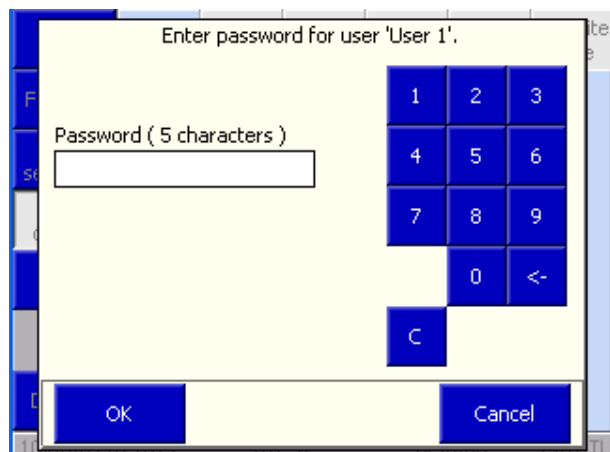 Enter password for user 'User 1'.
Password ( 5 characters )
1 2 3
4 5 6
7 8 9
0 <-
C
OK Cancel